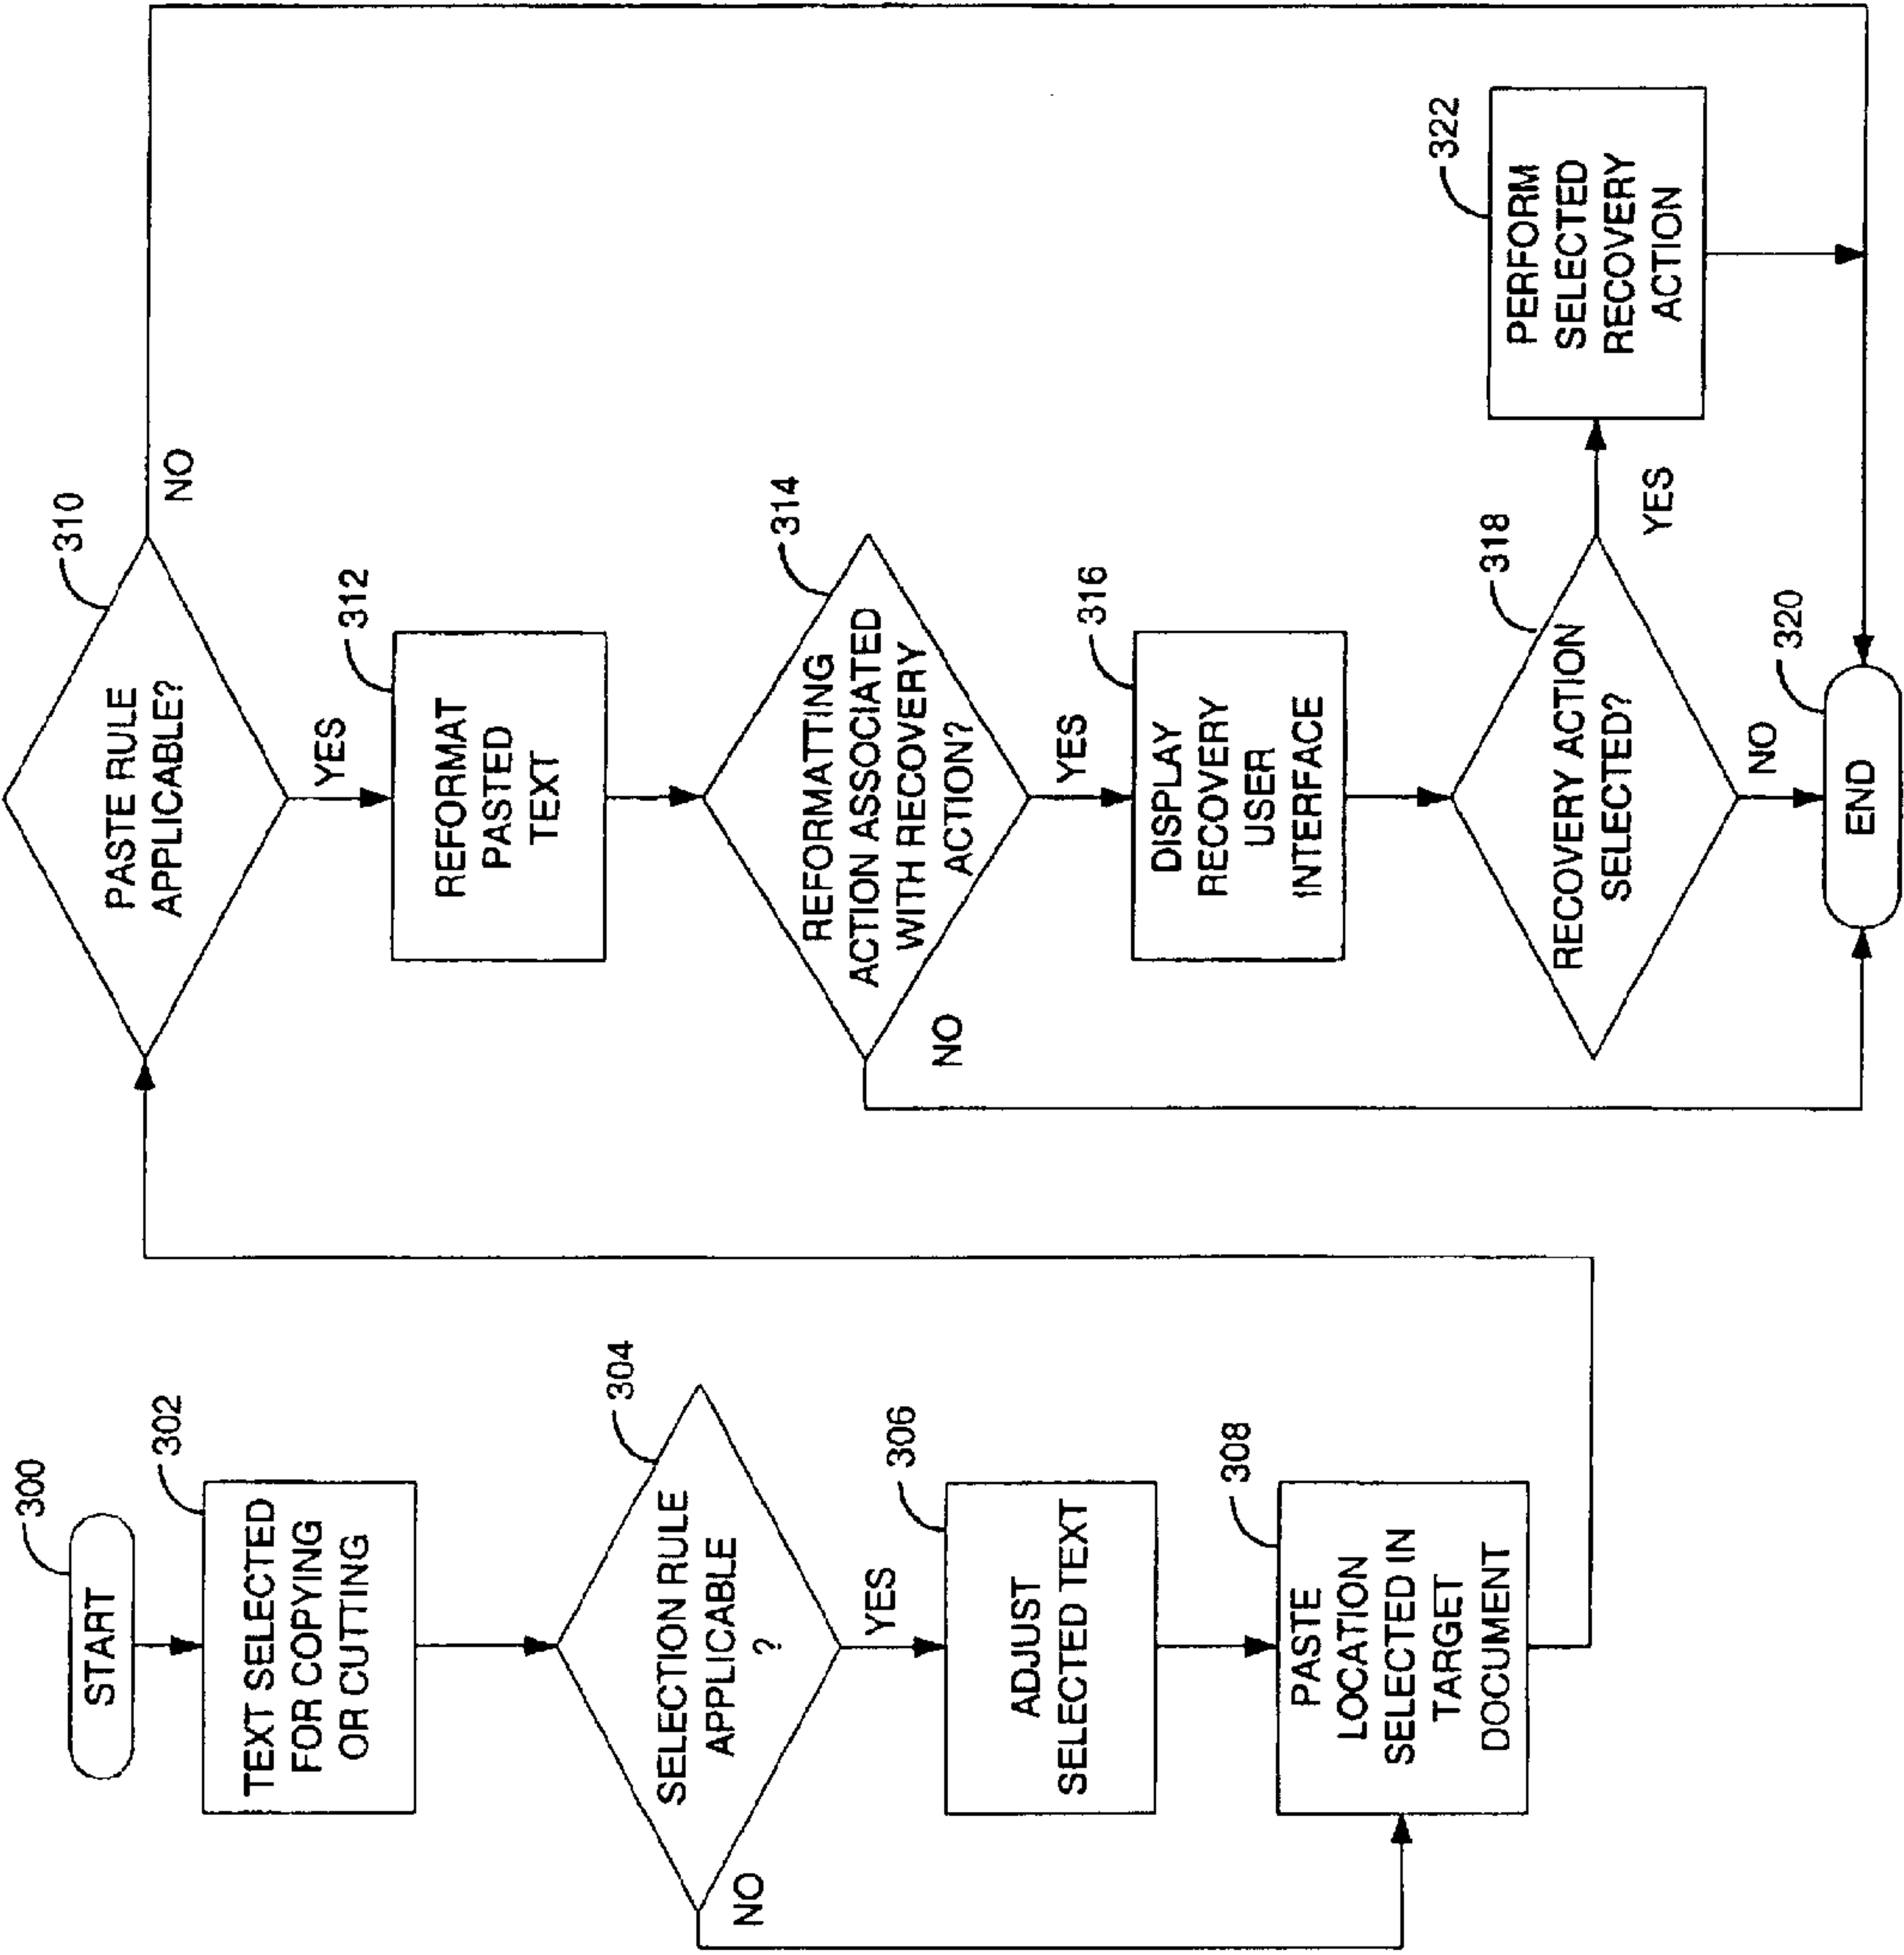 300
START
302
TEXT SELECTED
FOR COPYING
OR CUTTING
304
SELECTION RULE
APPLICABLE
?
YES
NO
306
ADJUST
SELECTED TEXT
308
PASTE
LOCATION
SELECTED IN
TARGET
DOCUMENT
310
PASTE RULE
APPLICABLE?
NO
YES
312
REFORMAT
PASTED
TEXT
314
REFORMATTING
ACTION ASSOCIATED
WITH RECOVERY
ACTION?
NO
YES
316
DISPLAY
RECOVERY
USER
INTERFACE
318
RECOVERY ACTION
SELECTED?
YES
NO
322
PERFORM
SELECTED
RECOVERY
ACTION
320
END